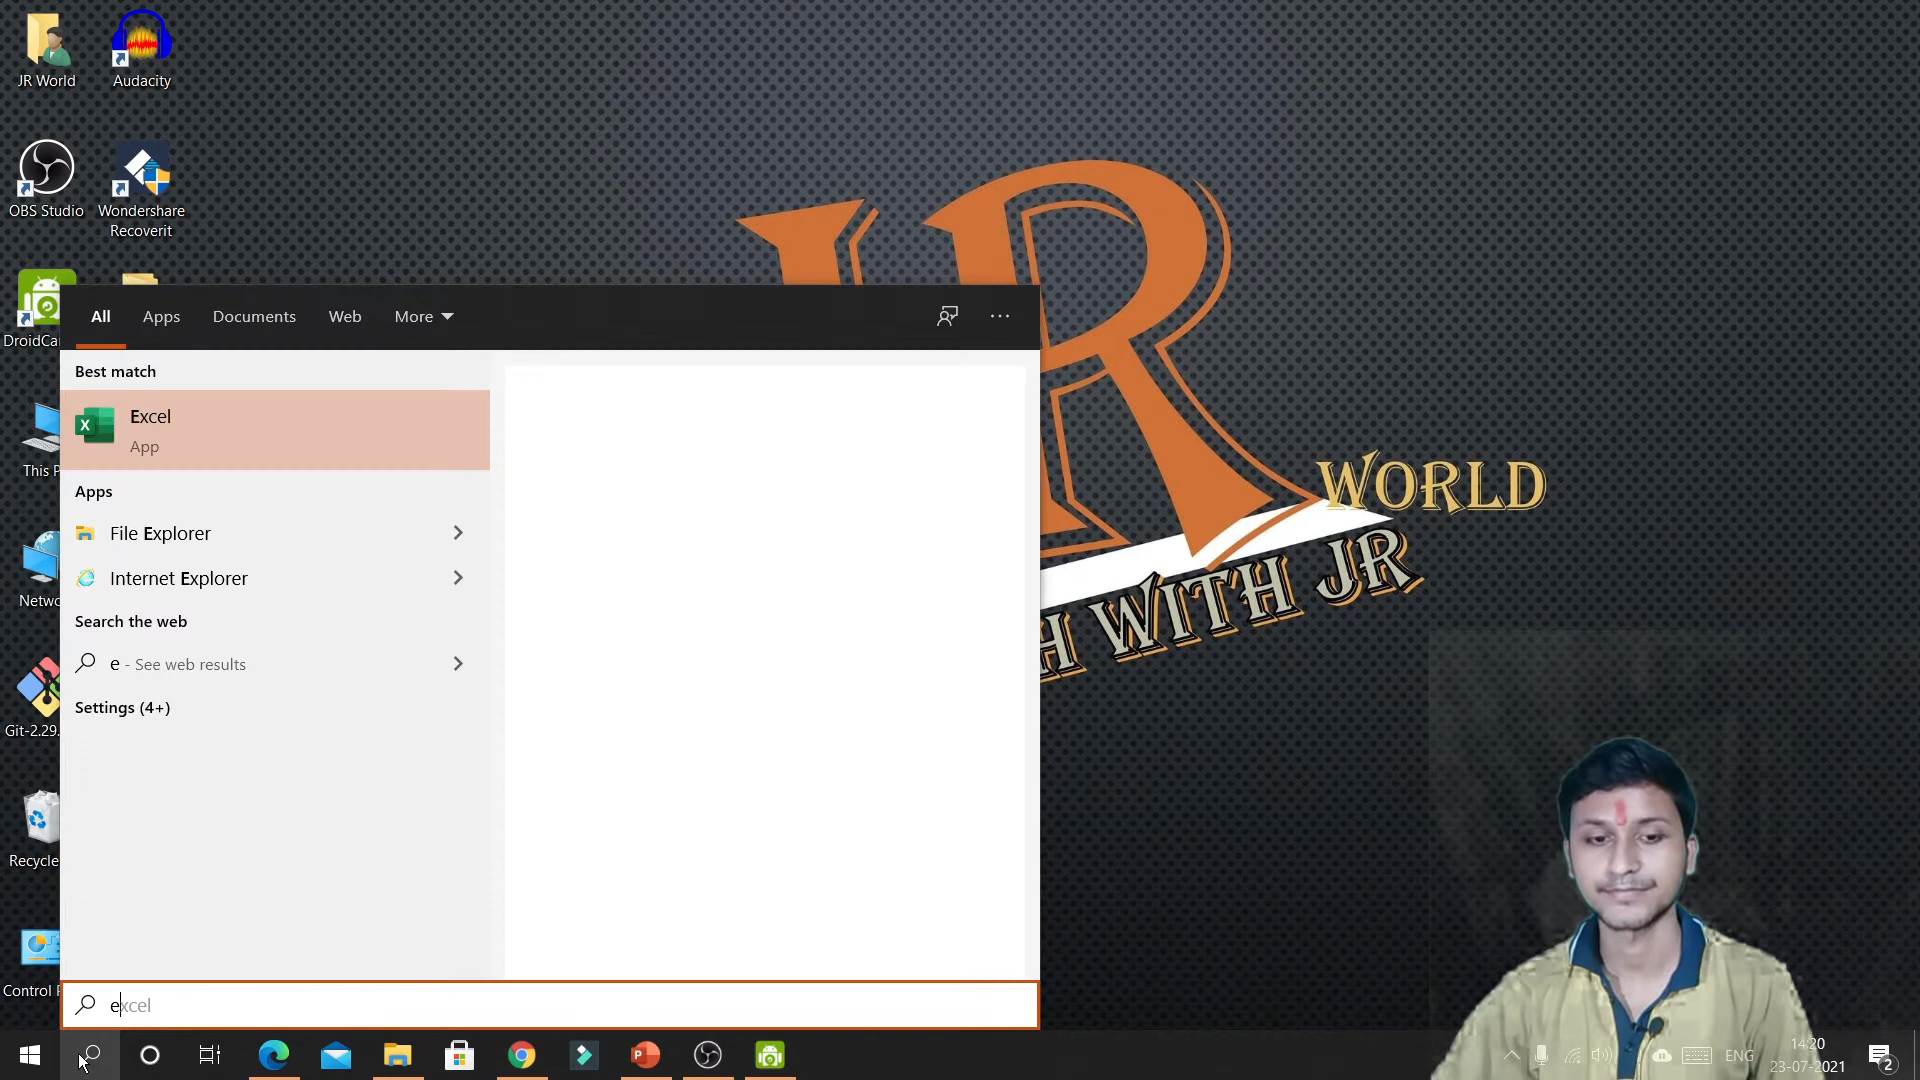 JR World
Audacity
OBS Studio
Wondershare
Recoverit
All
Apps
Documents
Web
More
Best match
Excel
App
Apps
File Explorer
Internet Explorer
Search the web
e - See web results
Settings (4+)
excel
WORLD
H WITH JR
R
DroidCa
This P
Netwo
Git-2.29.
Recycle
Control P
ENG
14:20
23-07-2021
2